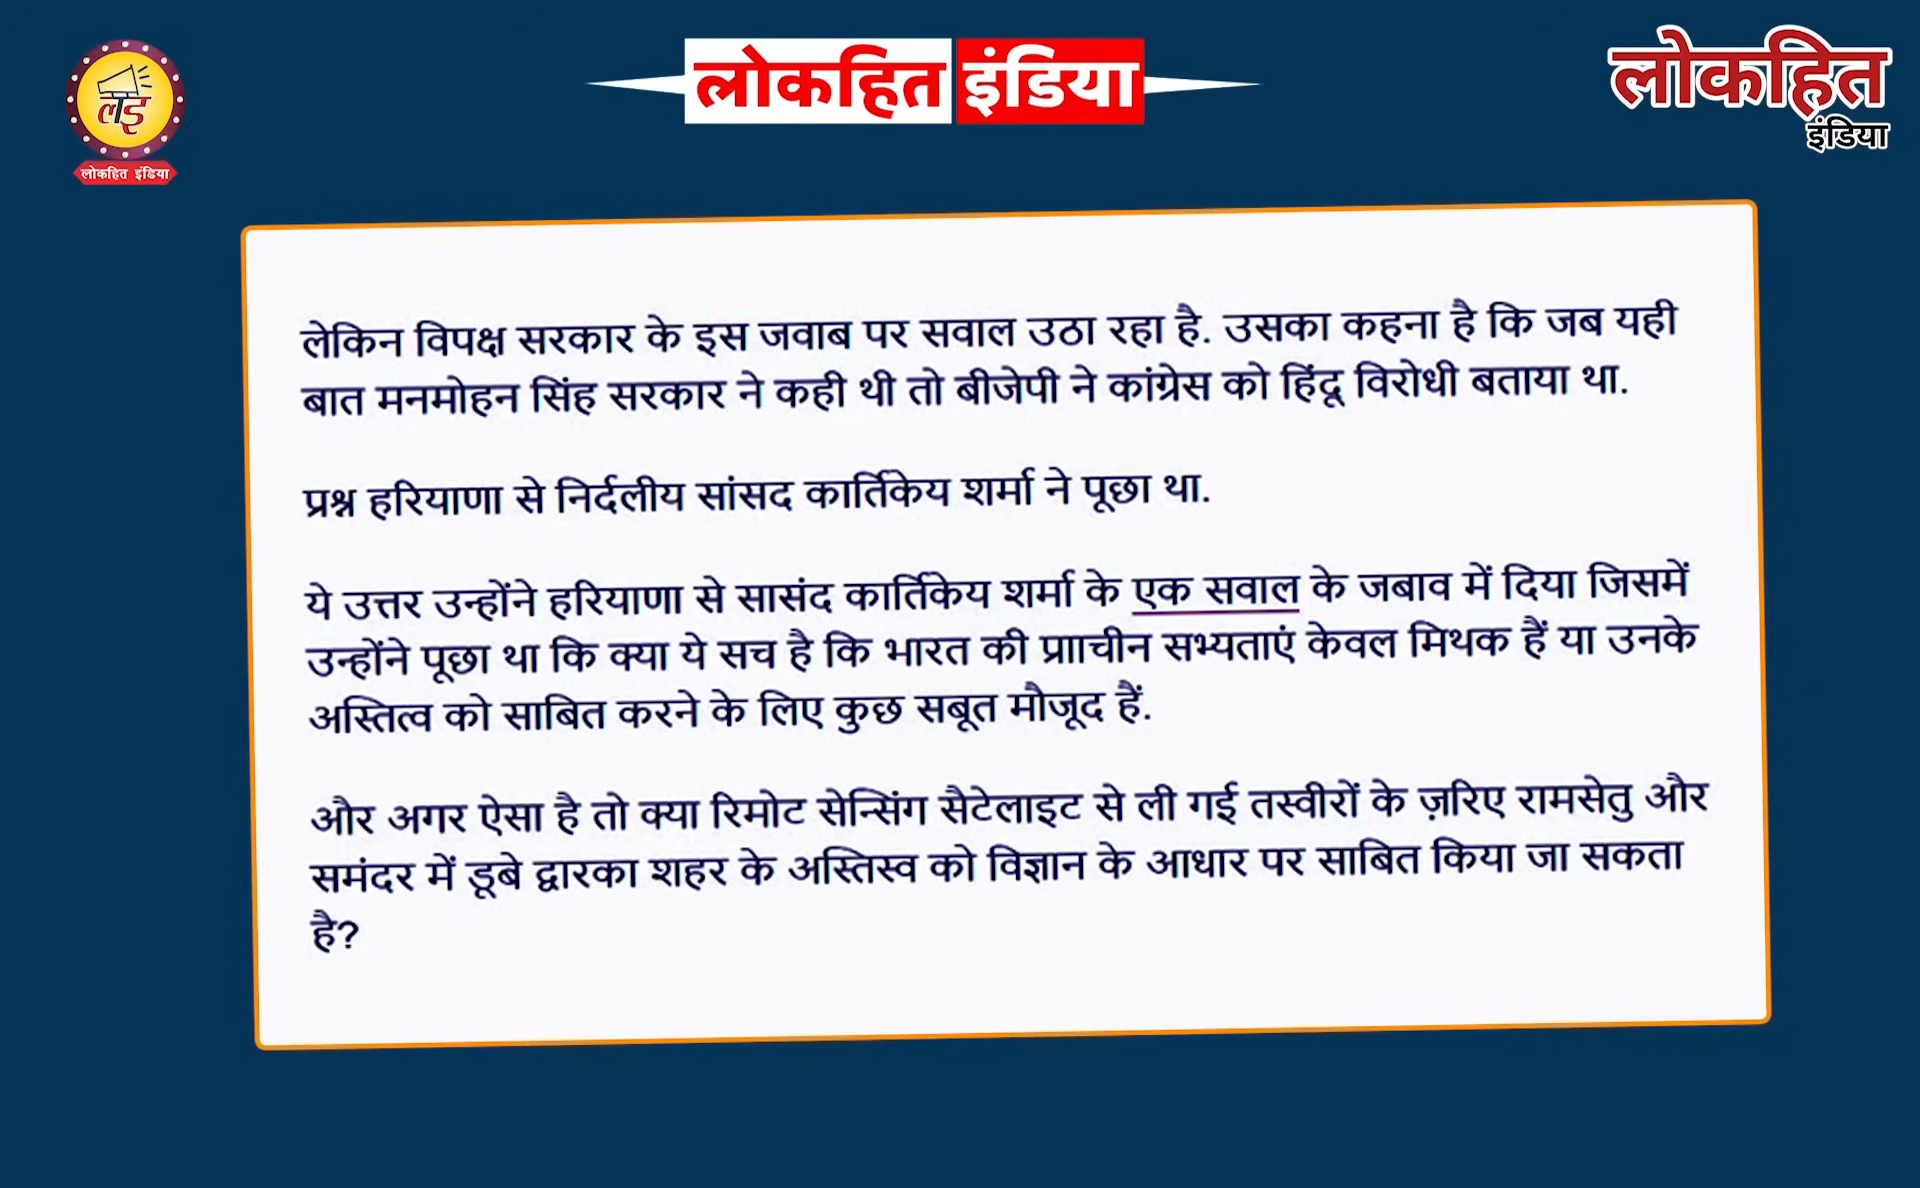 लोकहित इंडिया
लोकहित
इंडिया
लइ
लोकहित इंडिया
लेकिन विपक्ष सरकार के इस जवाब पर सवाल उठा रहा है. उसका कहना है कि जब यही
बात मनमोहन सिंह सरकार ने कही थी तो बीजेपी ने कांग्रेस को हिंदू विरोधी बताया था.
प्रश्न हरियाणा से निर्दलीय सांसद कार्तिकेय शर्मा ने पूछा था.
ये उत्तर उन्होंने हरियाणा से सासंद कार्तिकेय शर्मा के एक सवाल के जबाव में दिया जिसमें
उन्होंने पूछा था कि क्या ये सच है कि भारत की प्रााचीन सभ्यताएं केवल मिथक हैं या उनके
अस्तित्व को साबित करने के लिए कुछ सबूत मौजूद हैं.
और अगर ऐसा है तो क्या रिमोट सेन्सिंग सैटेलाइट से ली गई तस्वीरों के ज़रिए रामसेतु और
समंदर में डूबे द्वारका शहर के अस्तिस्व को विज्ञान के आधार पर साबित किया जा सकता
है?